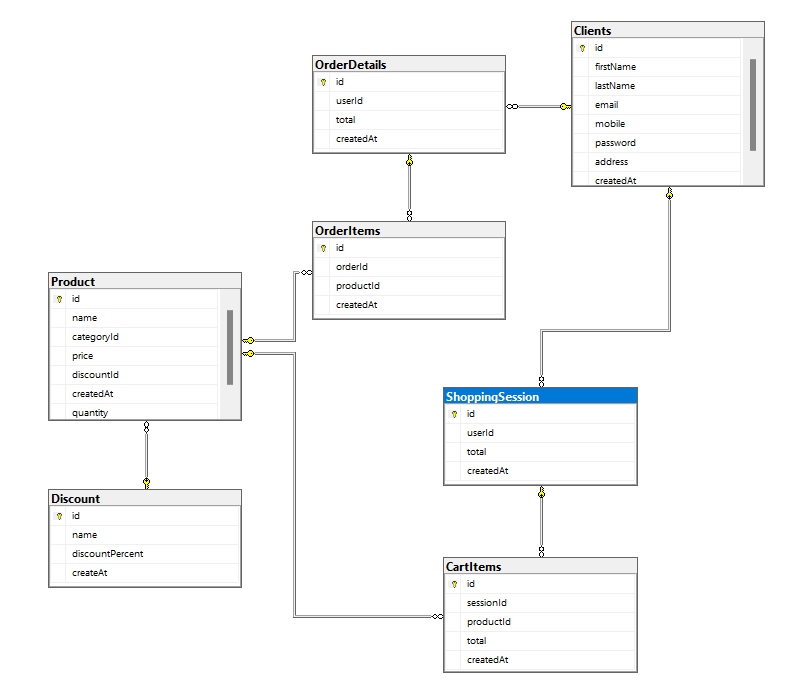 Clients
id
firstName
lastName
email
mobile
password
address
createdAt
OrderDetails
id
userId
total
createdAt
OrderItems
id
orderId
productId
createdAt
Product
id
name
categoryId
price
discountId
createdAt
quantity
ShoppingSession
id
userId
total
createdAt
Discount
id
name
discountPercent
createAt
CartItems
id
sessionId
productId
total
createdAt